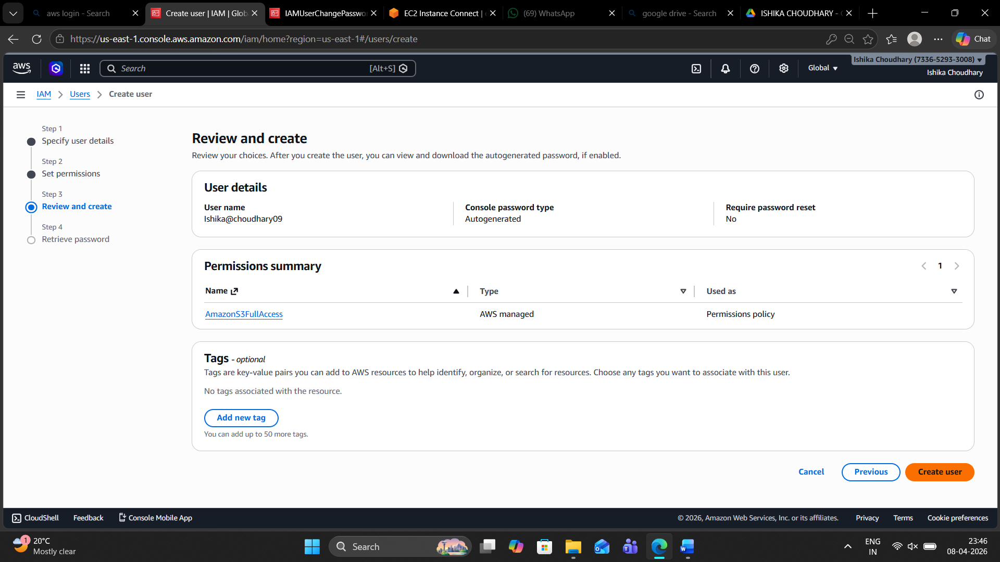 aws login - Search
Create user | IAM | Glob
IAMUserChangePasswor
EC2 Instance Connect |
(69) WhatsApp
google drive - Search
ISHIKA CHOUDHARY -
https://us-east-1.console.aws.amazon.com/iam/home?region=us-east-1#/users/create
Chat
aws
Search
[Alt+S]
Global
Ishika Choudhary (7336-5293-3008)
Ishika Choudhary
IAM
Users
Create user
Step 1
Specify user details
Step 2
Set permissions
Step 3
Review and create
Step 4
Retrieve password
Review and create
Review your choices. After you create the user, you can view and download the autogenerated password, if enabled.
User details
User name
Ishika@choudhary09
Console password type
Autogenerated
Require password reset
No
Permissions summary
1
Name
Type
Used as
AmazonS3FullAccess
AWS managed
Permissions policy
Tags - optional
Tags are key-value pairs you can add to AWS resources to help identify, organize, or search for resources. Choose any tags you want to associate with this user.
No tags associated with the resource.
Add new tag
You can add up to 50 more tags.
Cancel
Previous
Create user
CloudShell
Feedback
Console Mobile App
© 2026, Amazon Web Services, Inc. or its affiliates.
Privacy
Terms
Cookie preferences
1
20°C
Mostly clear
Search
ENG
IN
23:46
08-04-2026